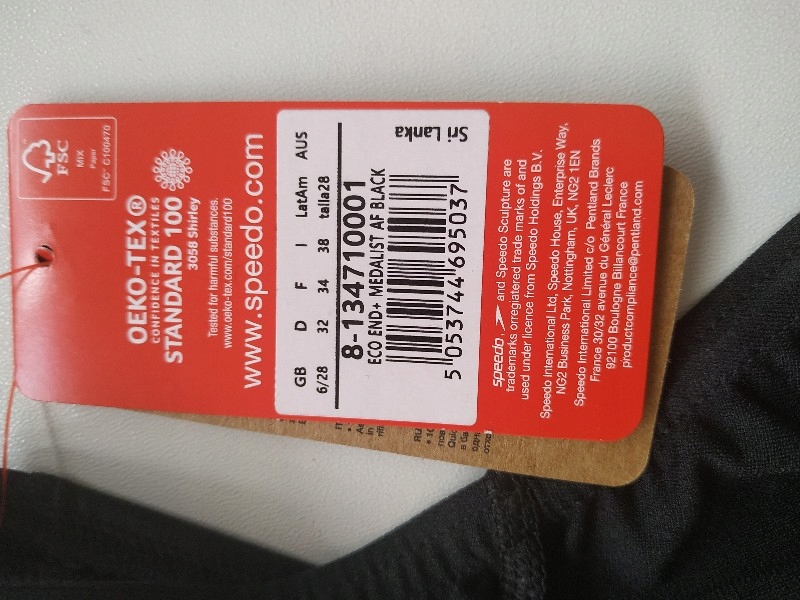 FSC
MIX
Paper
FSC® C100470
OEKO-TEX®
CONFIDENCE IN TEXTILES
STANDARD 100
3058 Shirley
Tested for harmful substances.
www.oeko-tex.com/standard100
www.speedo.com
GB D F I LatAm AUS
6/28 32 34 38 talla28
8-134710001
ECO END+ MEDALIST AF BLACK
5 053744 695037
Sri Lanka
speedo, and Speedo Sculpture are
trademarks orregistered trade marks of and
used under licence from Speedo Holdings B.V.
Speedo International Ltd, Speedo House, Enterprise Way,
NG2 Business Park, Nottingham, UK, NG2 1EN
Speedo International Limited c/o Pentland Brands
France 30/32 avenue du Général Leclerc
92100 Boulogne Billancourt France
productcompliance@pentland.com